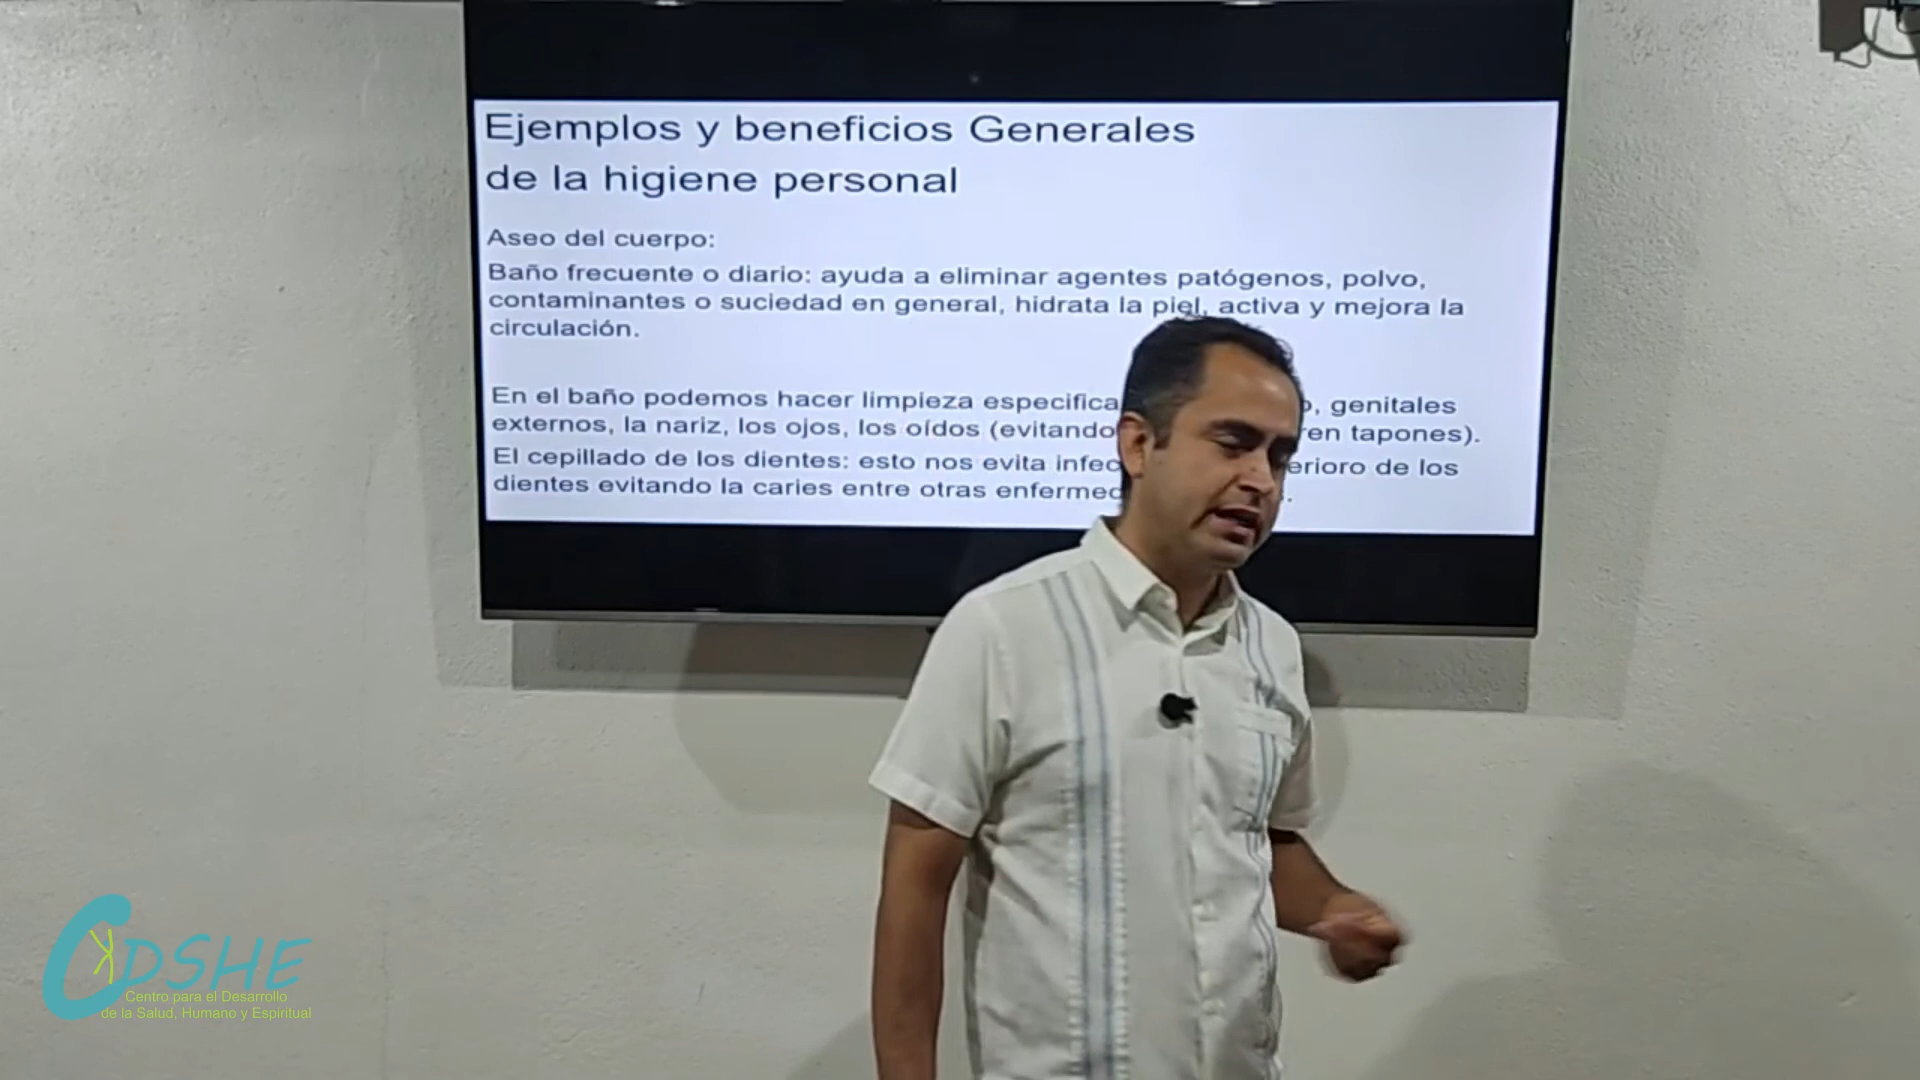 Ejemplos y beneficios Generales
de la higiene personal
Aseo del cuerpo:
Baño frecuente o diario: ayuda a eliminar agentes patógenos, polvo,
contaminantes o suciedad en general, hidrata la piel, activa y mejora la
circulación.
En el baño podemos hacer limpieza especifica genitales
externos, la nariz, los ojos, los oídos (evitando tapones).
El cepillado de los dientes: esto nos evita de los
dientes evitando la caries entre otras
CDSHE
Centro para el Desarrollo
de la Salud, Humano y Espiritual